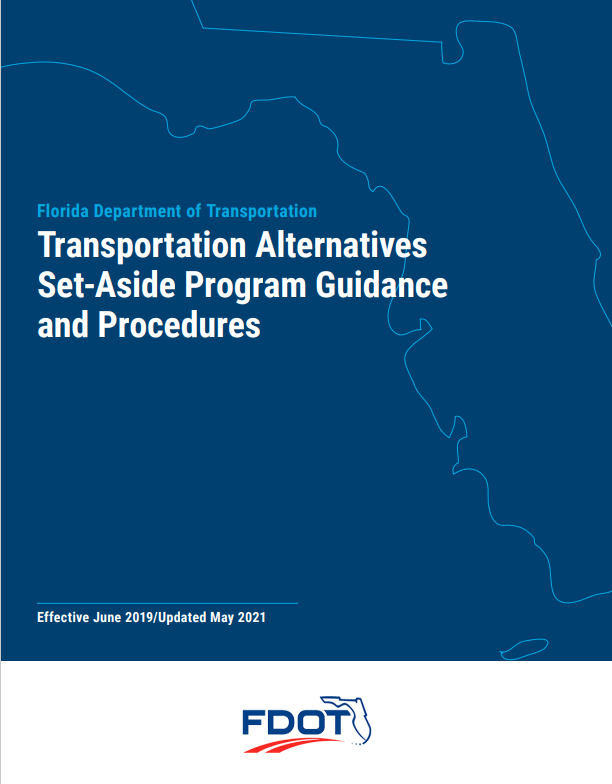 Florida Department of Transportation
Transportation Alternatives
Set-Aside Program Guidance
and Procedures
Effective June 2019/Updated May 2021
FDOT